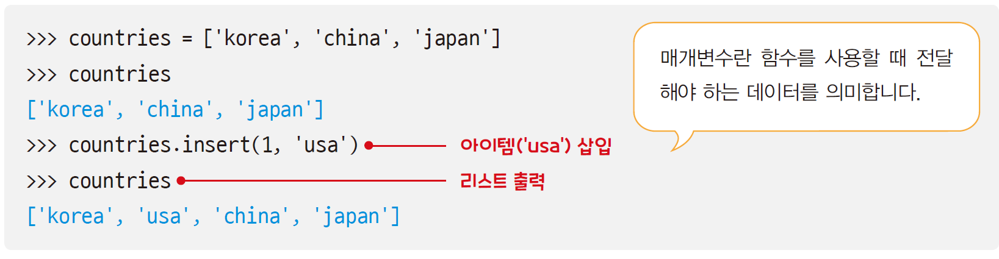 >>> countries = ['korea', 'china', 'japan']
>>> countries
['korea', 'china', 'japan']
>>> countries.insert(1, 'usa') 아이템('usa') 삽입
>>> countries 리스트 출력
['korea', 'usa', 'china', 'japan']
매개변수란 함수를 사용할 때 전달
해야 하는 데이터를 의미합니다.